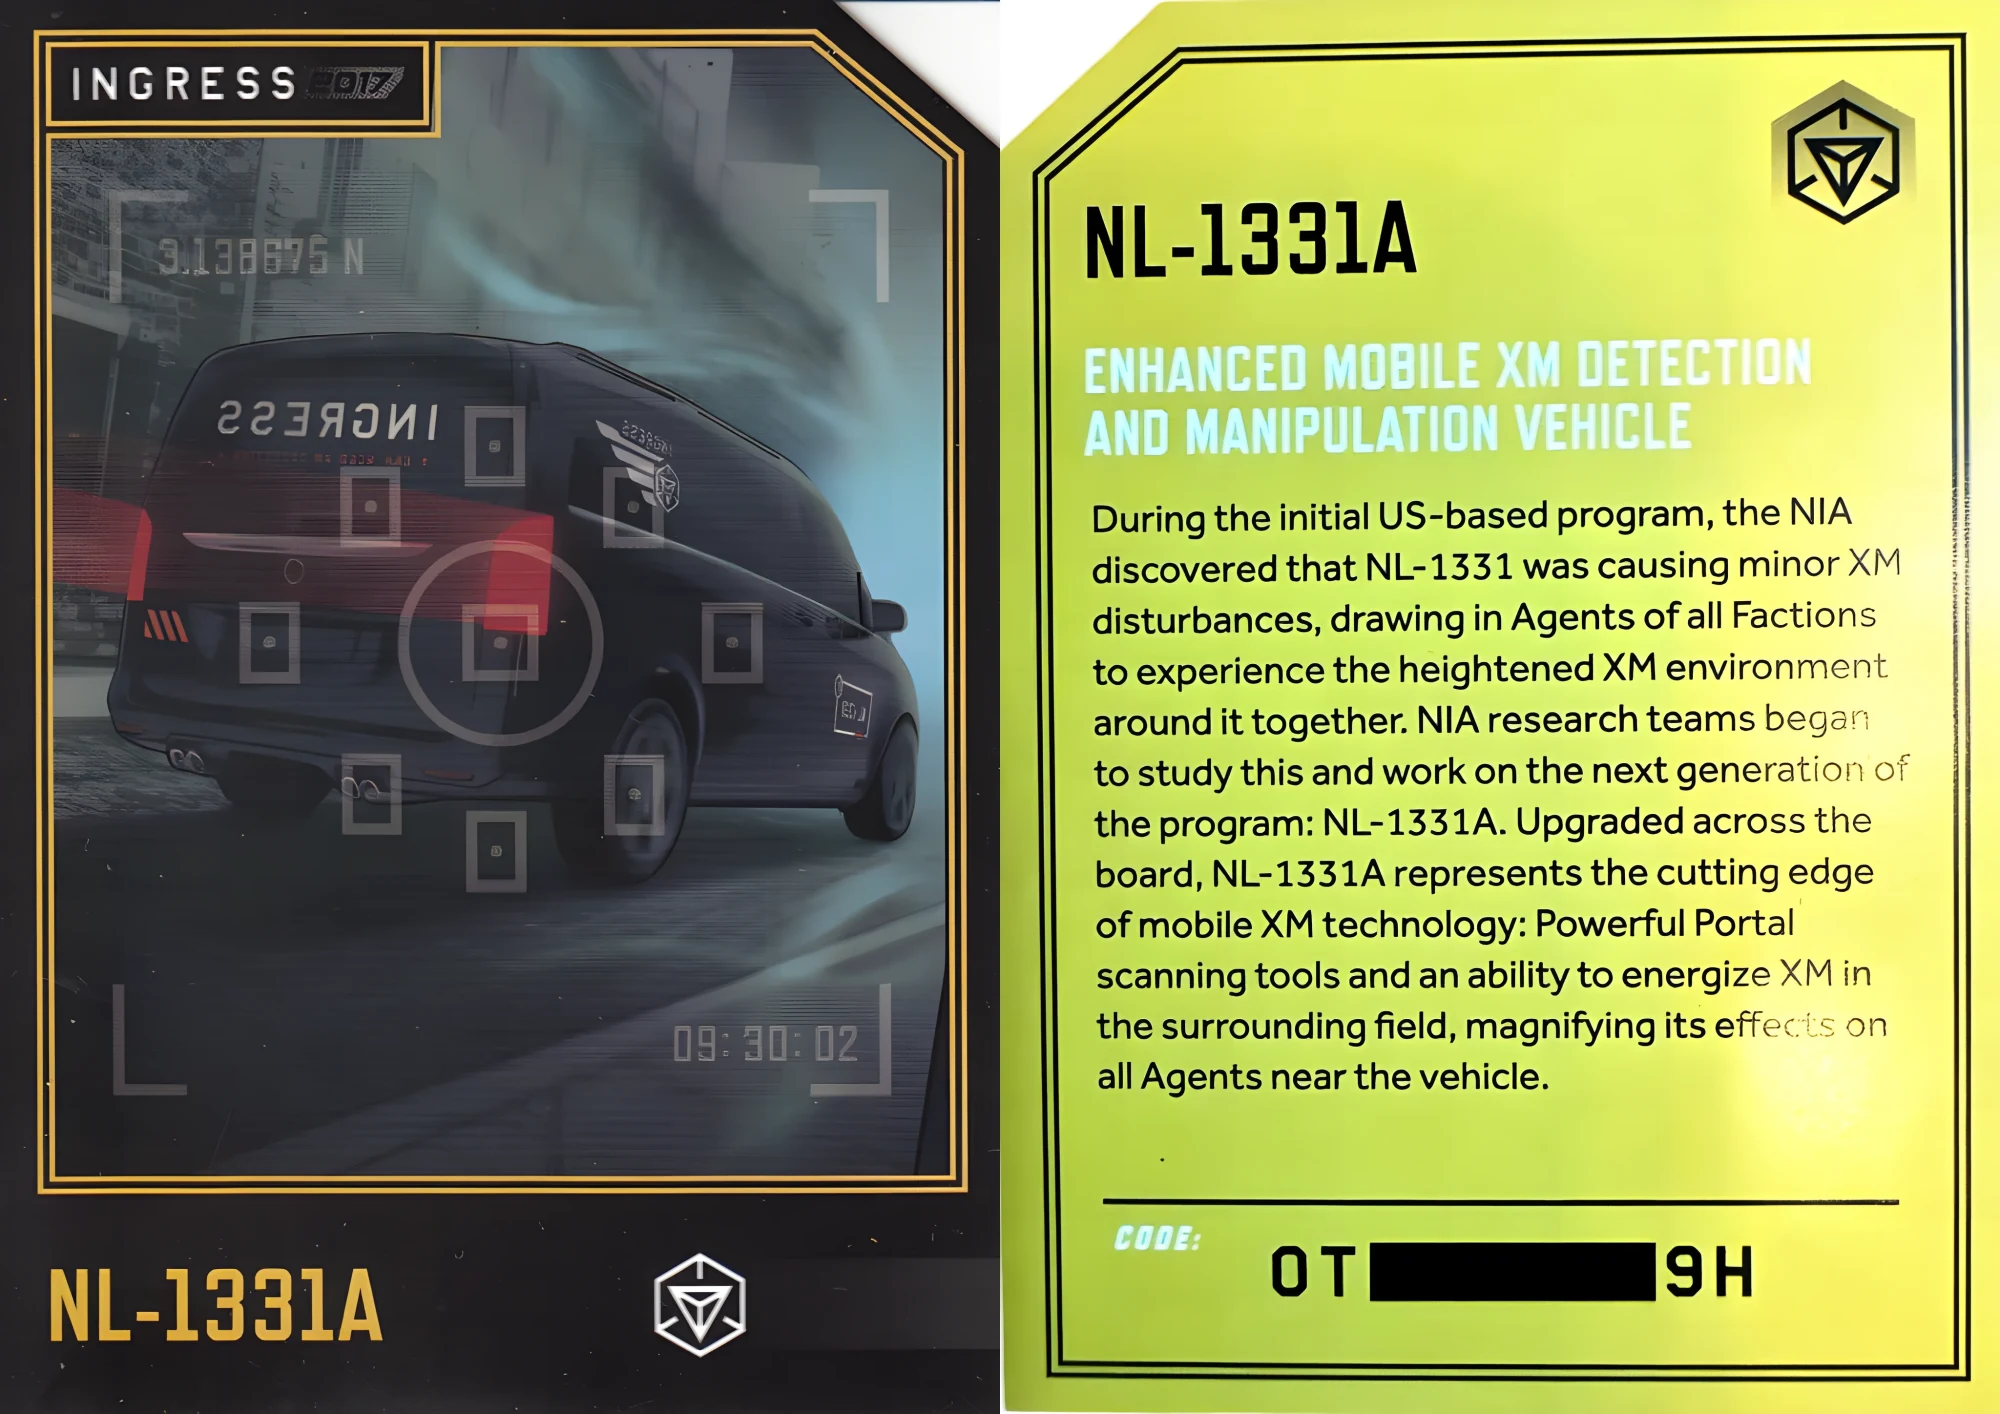 INGRESS 2017
3.138675 N
INGRESS
09:30:02
NL-1331A
NL-1331A
ENHANCED MOBILE XM DETECTION
AND MANIPULATION VEHICLE
During the initial US-based program, the NIA
discovered that NL-1331 was causing minor XM
disturbances, drawing in Agents of all Factions
to experience the heightened XM environment
around it together. NIA research teams began
to study this and work on the next generation of
the program: NL-1331A. Upgraded across the
board, NL-1331A represents the cutting edge
of mobile XM technology: Powerful Portal
scanning tools and an ability to energize XM in
the surrounding field, magnifying its effects on
all Agents near the vehicle.
CODE:
OT 9H